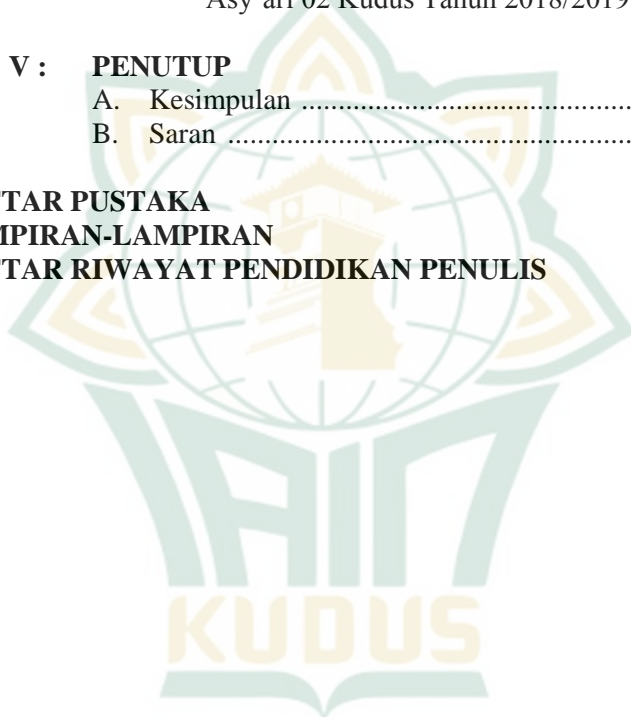 Asy'ari 02 Kudus Tahun 2018/2019
V : PENUTUP
A. Kesimpulan ..............................................
B. Saran ........................................................
TAR PUSTAKA
MPIRAN-LAMPIRAN
TAR RIWAYAT PENDIDIKAN PENULIS
IAIN
KUDUS